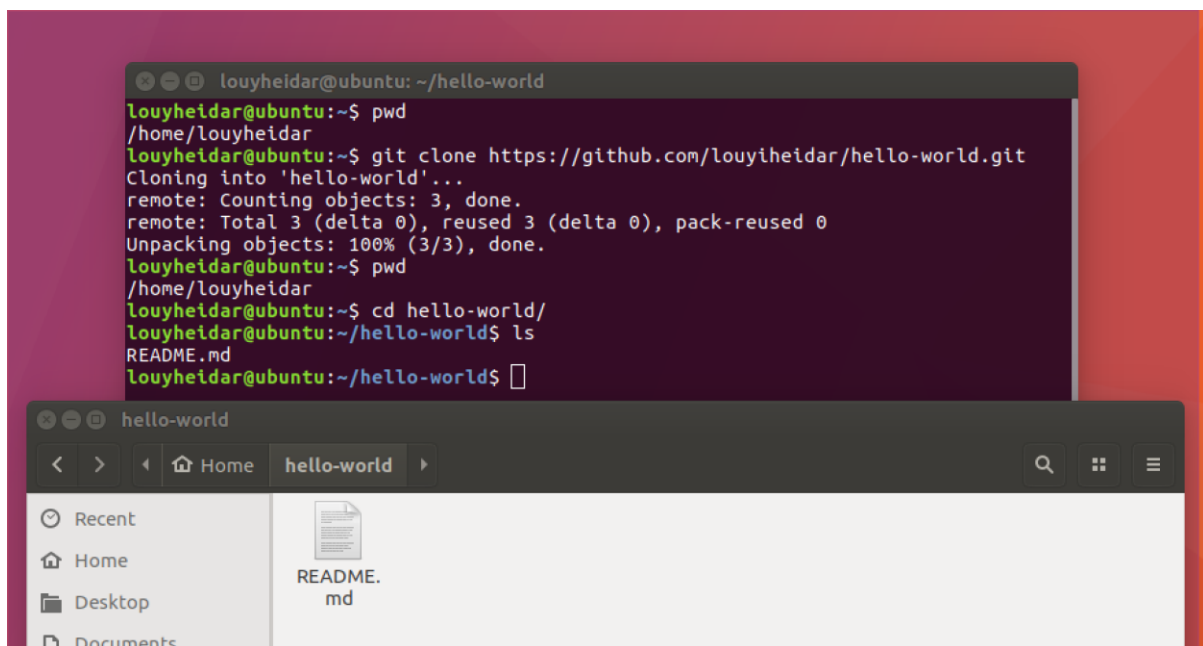 louyheidar@ubuntu: ~/hello-world
louyheidar@ubuntu:~$ pwd
/home/louyheidar
louyheidar@ubuntu:~$ git clone https://github.com/louyiheidar/hello-world.git
Cloning into 'hello-world'...
remote: Counting objects: 3, done.
remote: Total 3 (delta 0), reused 3 (delta 0), pack-reused 0
Unpacking objects: 100% (3/3), done.
louyheidar@ubuntu:~$ pwd
/home/louyheidar
louyheidar@ubuntu:~$ cd hello-world/
louyheidar@ubuntu:~/hello-world$ ls
README.md
louyheidar@ubuntu:~/hello-world$
hello-world
Home hello-world
Recent
Home
Desktop
Documents
README.
md